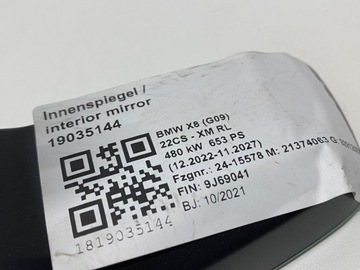 Innenspiegel /
interior mirror
19035144
BMW X8 (G09)
22CS - XM RL
480 kW 653 PS
(12.2022-11.2027)
Fzgnr.: 24-15578 M: 21374063 G
FIN: 9J69041
BJ: 10/2021
1819035144